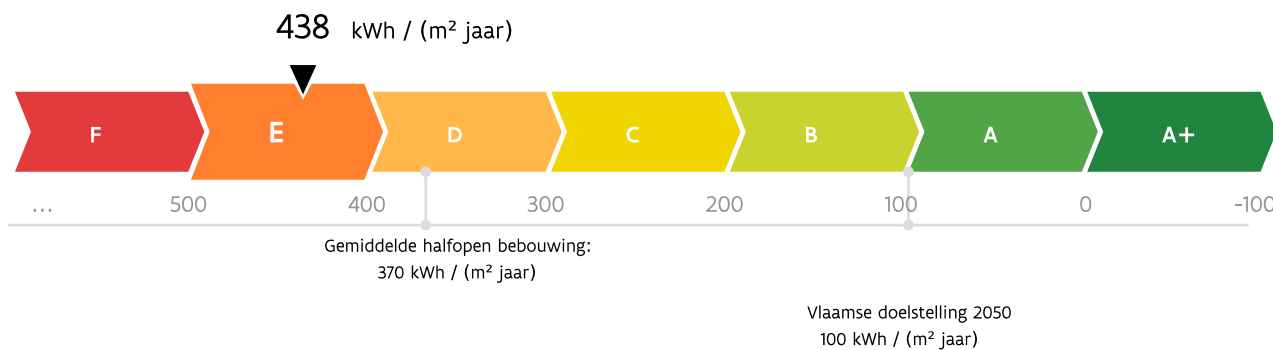 438 kWh / (m² jaar)
F E D C B A A+
... 500 400 300 200 100 0 -100
Gemiddelde halfopen bebouwing:
370 kWh / (m² jaar)
Vlaamse doelstelling 2050
100 kWh / (m² jaar)